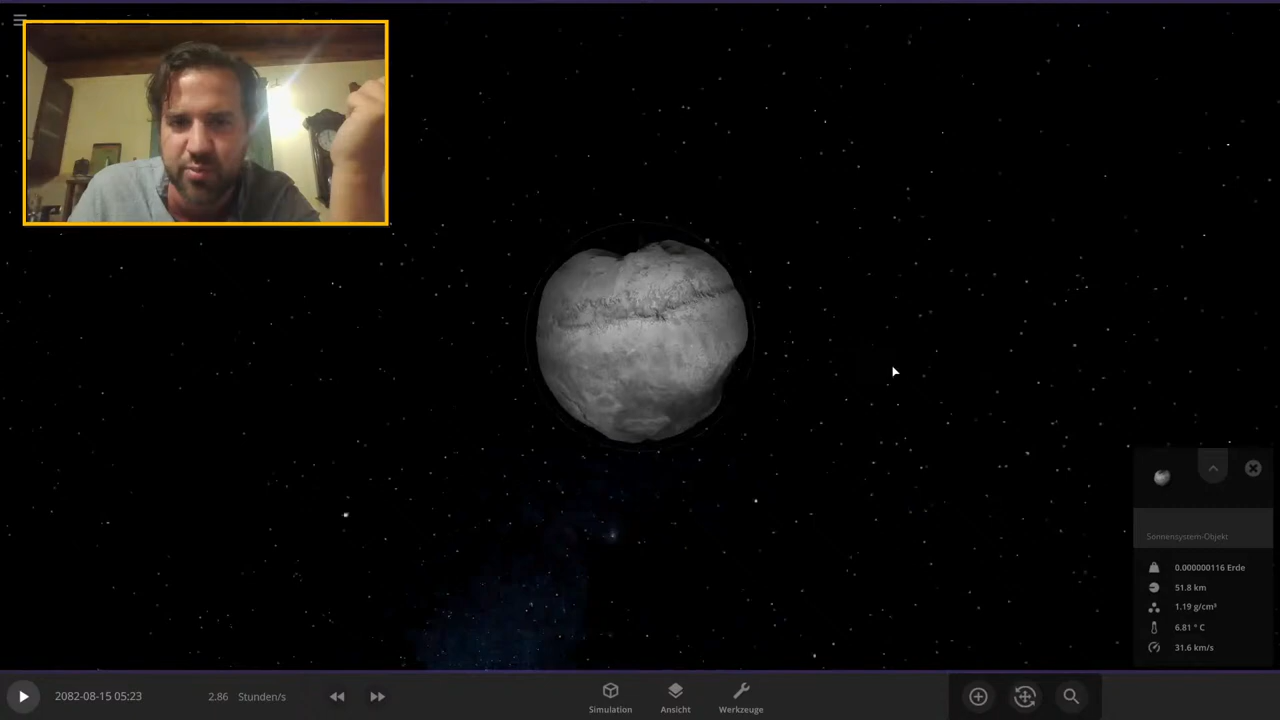 Sonnensystem-Objekt
0.000000116 Erde
51.8 km
1.19 g/cm³
6.81 ° C
31.6 km/s
2082-08-15 05:23
2.86 Stunden/s
Simulation
Ansicht
Werkzeuge